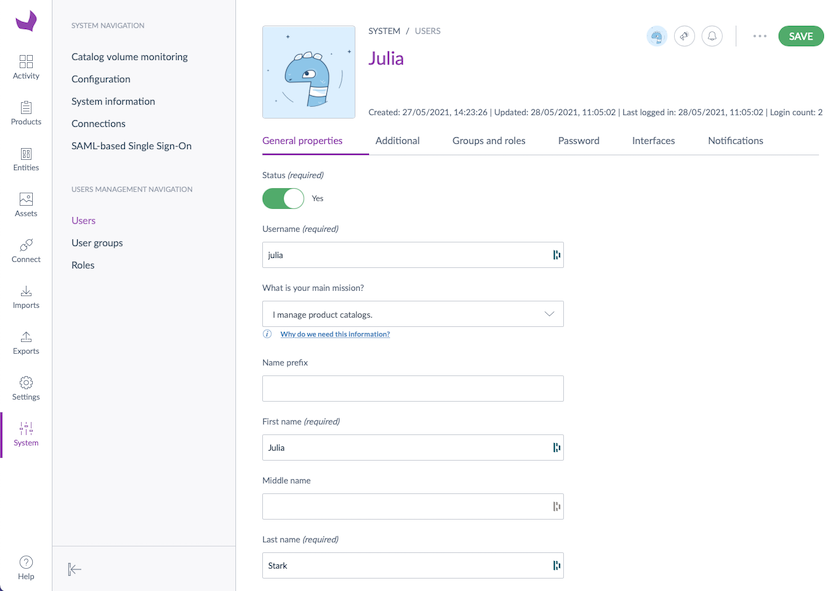 Activity
Products
Entities
Assets
Connect
Imports
Exports
Settings
System
Help
SYSTEM NAVIGATION
Catalog volume monitoring
Configuration
System information
Connections
SAML-based Single Sign-On
USERS MANAGEMENT NAVIGATION
Users
User groups
Roles
SYSTEM / USERS
SAVE
Julia
Created: 27/05/2021, 14:23:26 | Updated: 28/05/2021, 11:05:02 | Last logged in: 28/05/2021, 11:05:02 | Login count: 2
General properties Additional Groups and roles Password Interfaces Notifications
Status (required)
Yes
Username (required)
julia
What is your main mission?
I manage product catalogs.
Why do we need this information?
Name prefix
First name (required)
Julia
Middle name
Last name (required)
Stark